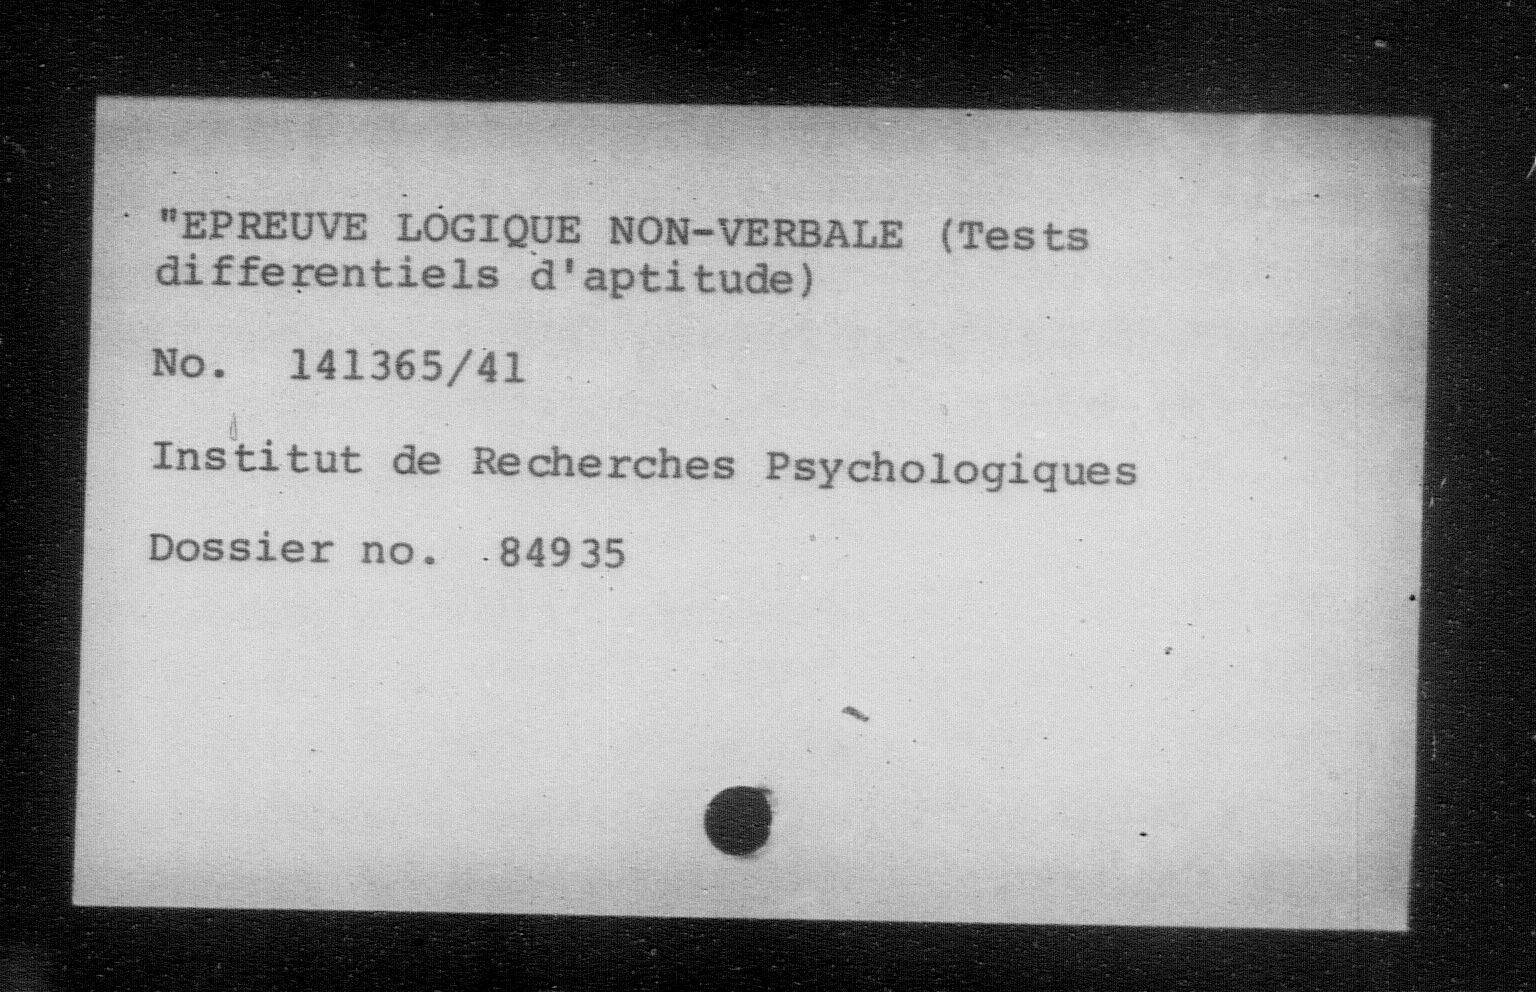 "EPREUVE LOGIQUE NON-VERBALE (Tests
differentiels d'aptitude)
No. 141365/41
Institut de Recherches Psychologiques
Dossier no. 84935